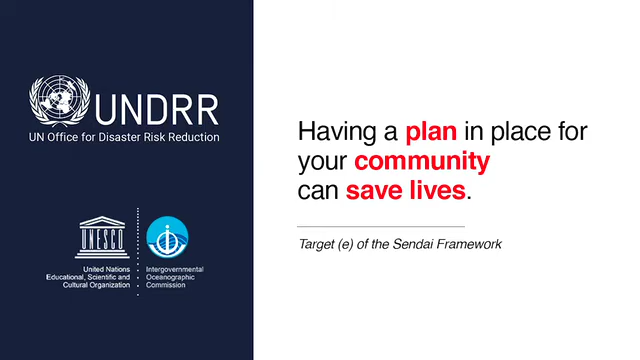 UNDRR
UN Office for Disaster Risk Reduction
UNESCO
United Nations
Educational, Scientific and
Cultural Organization
Intergovernmental
Oceanographic
Commission
Having a plan in place for
your community
can save lives.
Target (e) of the Sendai Framework